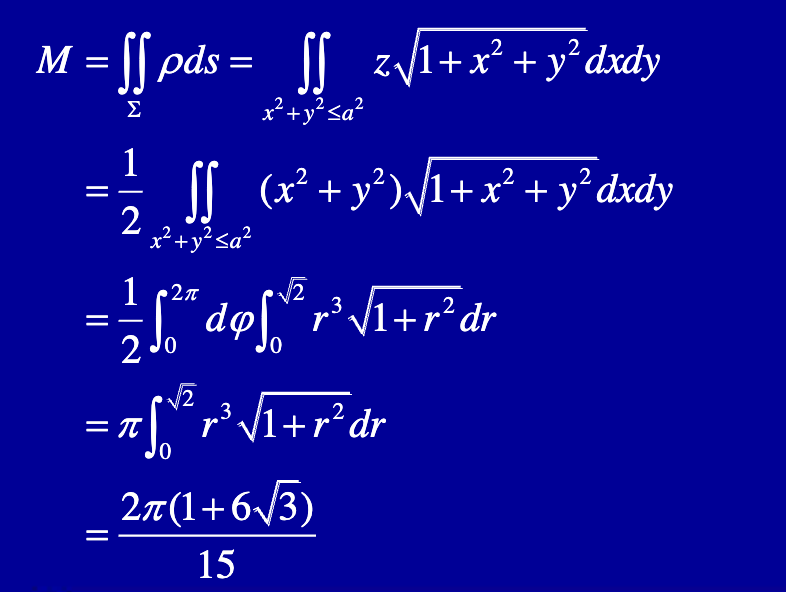 M = ∬_Σ ρds = ∬_{x²+y²≤a²} z√(1+x²+y²) dxdy
= 1/2 ∬_{x²+y²≤a²} (x²+y²)√(1+x²+y²) dxdy
= 1/2 ∫_0^{2π} dφ ∫_0^{√2} r³√(1+r²) dr
= π ∫_0^{√2} r³√(1+r²) dr
= 2π(1+6√3)/15